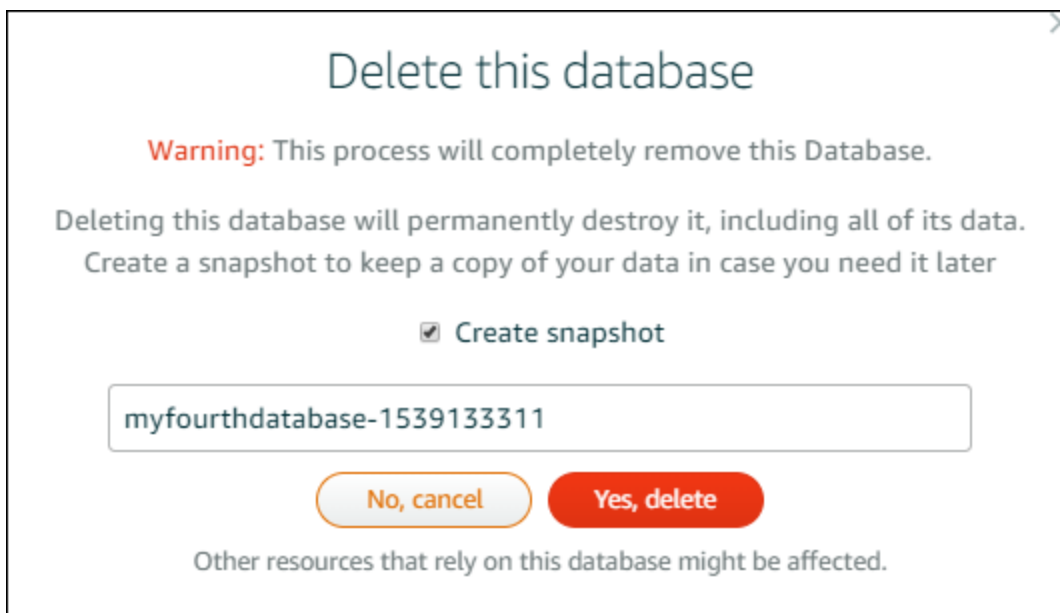 Delete this database
Warning: This process will completely remove this Database.
Deleting this database will permanently destroy it, including all of its data.
Create a snapshot to keep a copy of your data in case you need it later
Create snapshot
myfourthdatabase-1539133311
No, cancel
Yes, delete
Other resources that rely on this database might be affected.